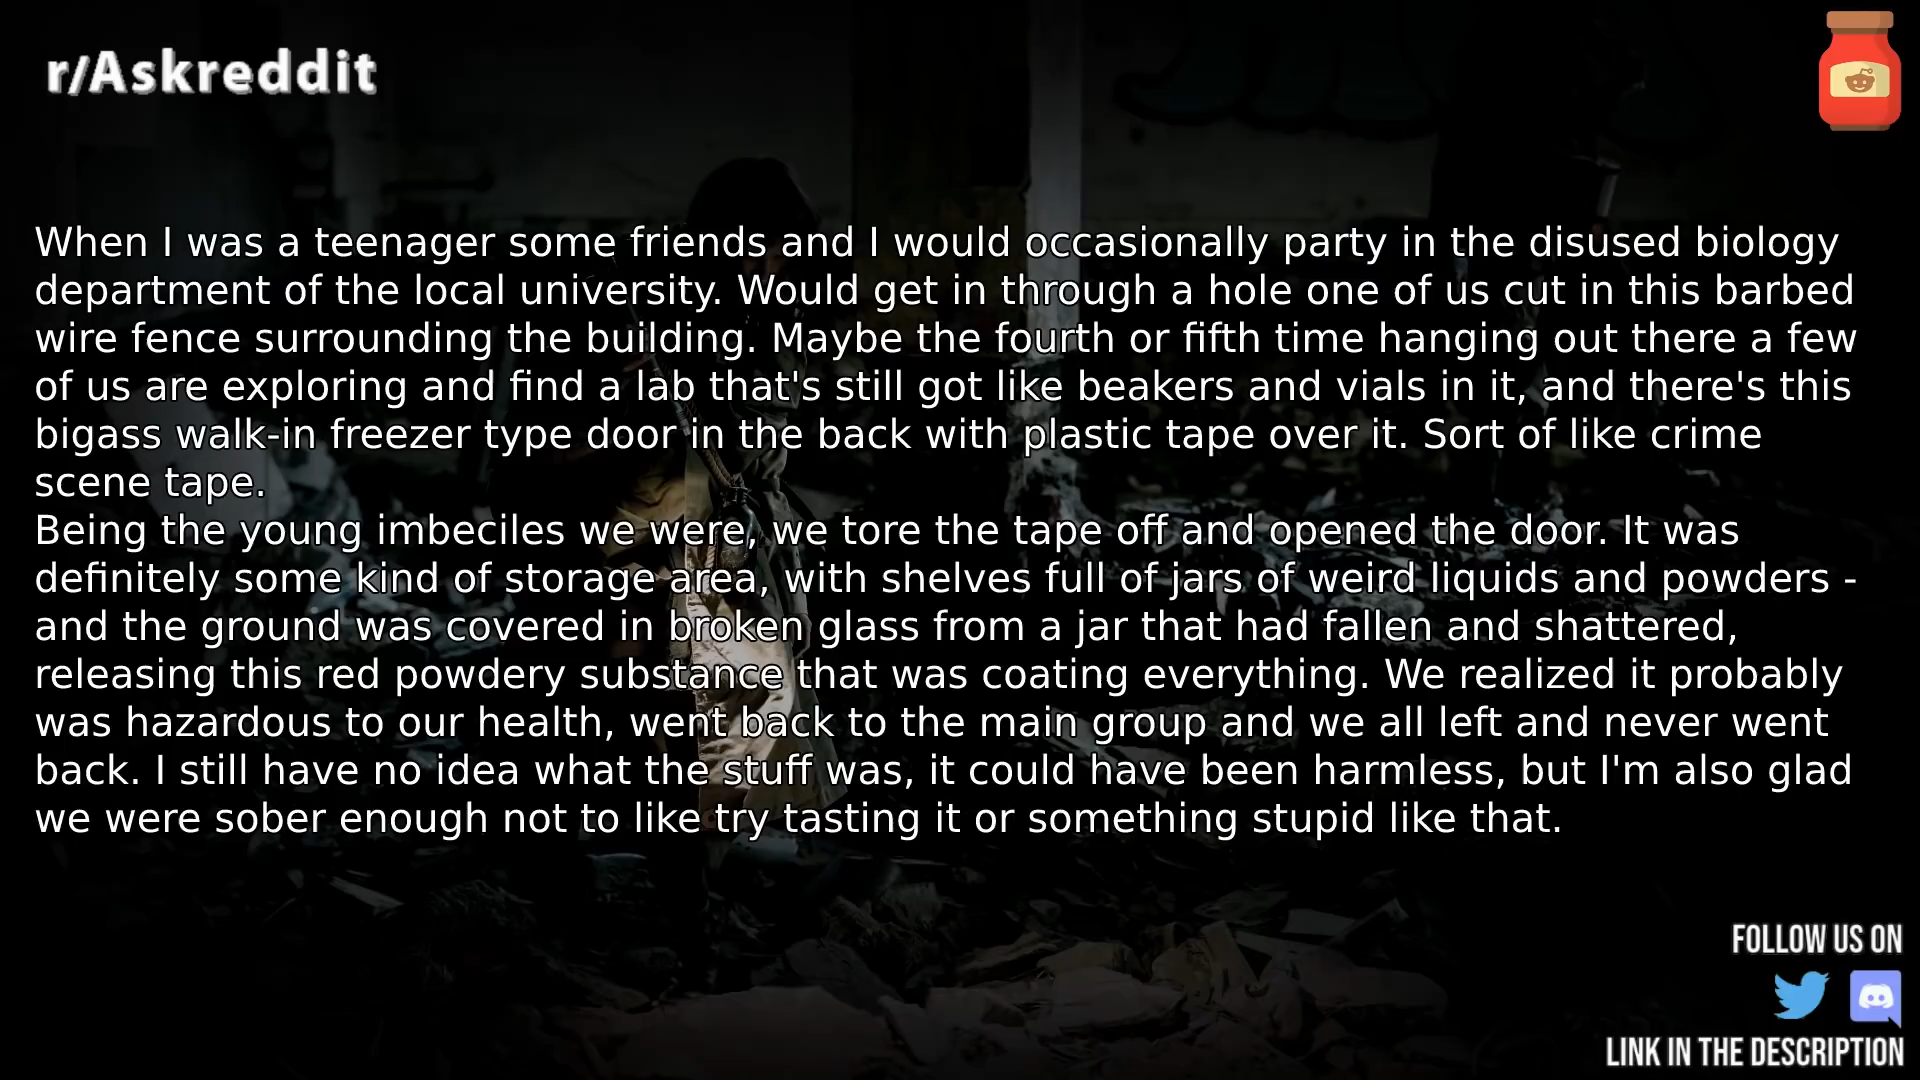 r/Askreddit
When I was a teenager some friends and I would occasionally party in the disused biology
department of the local university. Would get in through a hole one of us cut in this barbed
wire fence surrounding the building. Maybe the fourth or fifth time hanging out there a few
of us are exploring and find a lab that's still got like beakers and vials in it, and there's this
bigass walk-in freezer type door in the back with plastic tape over it. Sort of like crime
scene tape.
Being the young imbeciles we were, we tore the tape off and opened the door. It was
definitely some kind of storage area, with shelves full of jars of weird liquids and powders -
and the ground was covered in broken glass from a jar that had fallen and shattered,
releasing this red powdery substance that was coating everything. We realized it probably
was hazardous to our health, went back to the main group and we all left and never went
back. I still have no idea what the stuff was, it could have been harmless, but I'm also glad
we were sober enough not to like try tasting it or something stupid like that.
FOLLOW US ON
LINK IN THE DESCRIPTION